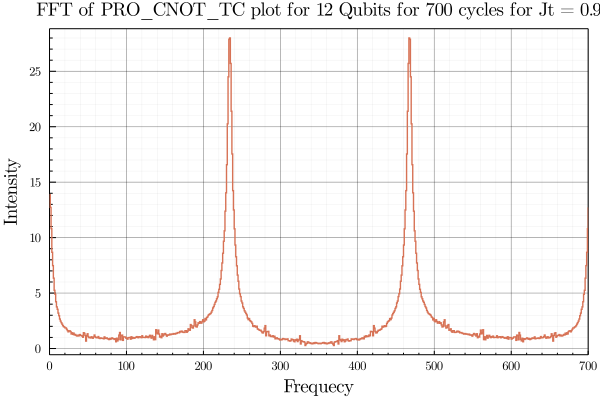 FFT of PRO_CNOT_TC plot for 12 Qubits for 700 cycles for Jt = 0.9
Intensity
25
20
15
10
5
0
0 100 200 300 400 500 600 700
Frequecy